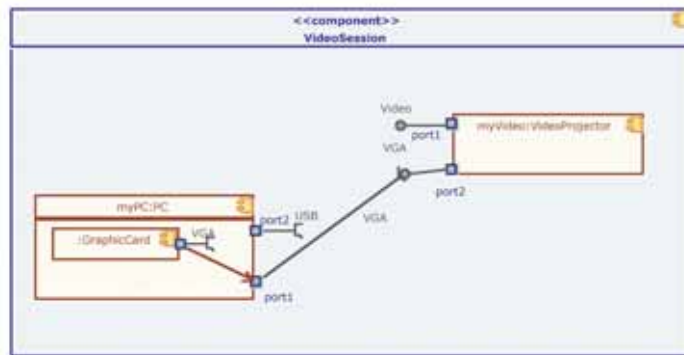 <<component>>
VideoSession
Video
port1
myVideo:VideoProjector
VGA
port2
myPC:PC
port2
USB
VGA
:GraphicCard
VGA
port1